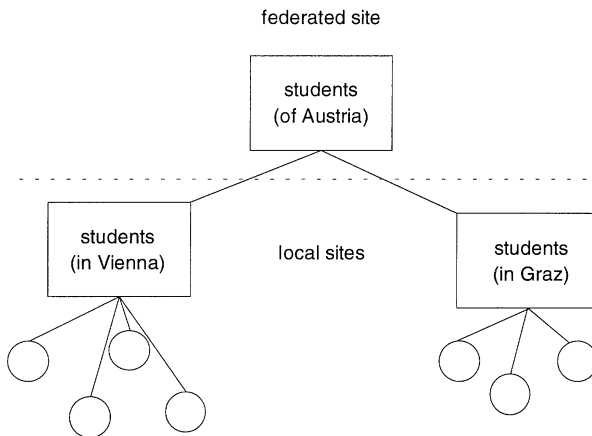 federated site
students
(of Austria)
students
(in Vienna)
local sites
students
(in Graz)